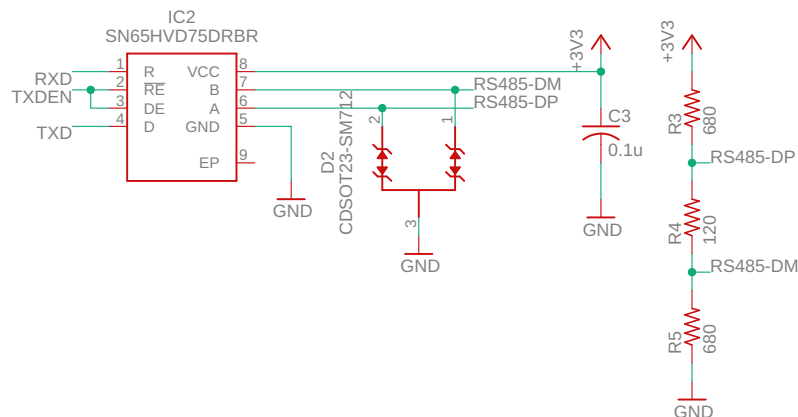 IC2
SN65HVD75DRBR
RXD
1
R
VCC
8
TXDEN
2
RE
B
7
RS485-DM
3
DE
A
6
RS485-DP
TXD
4
D
GND
5
EP
9
GND
D2
CDSOT23-SM712
2
1
3
GND
+3V3
C3
0.1u
GND
+3V3
R3
680
RS485-DP
R4
120
RS485-DM
R5
680
GND